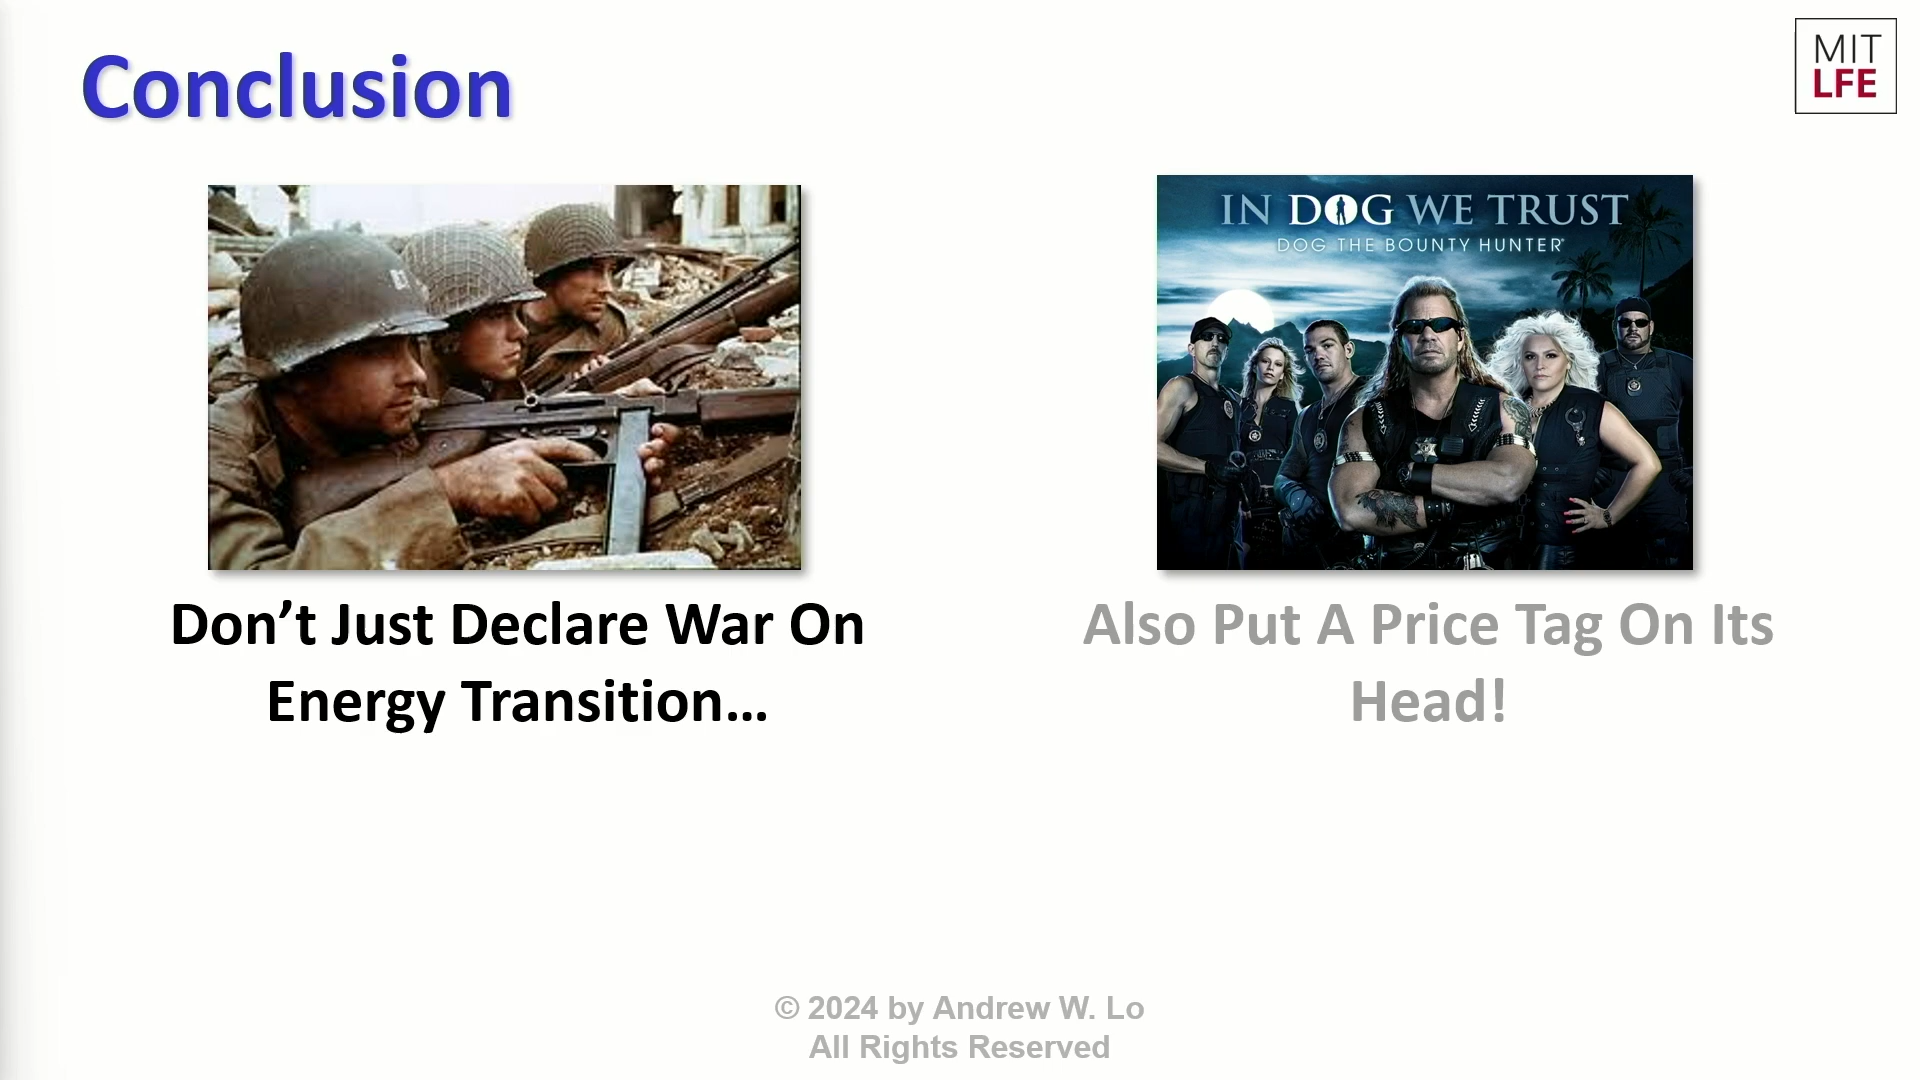 Conclusion
MIT
LFE
IN DOG WE TRUST
DOG THE BOUNTY HUNTER
Don’t Just Declare War On
Energy Transition…
Also Put A Price Tag On Its
Head!
© 2024 by Andrew W. Lo
All Rights Reserved